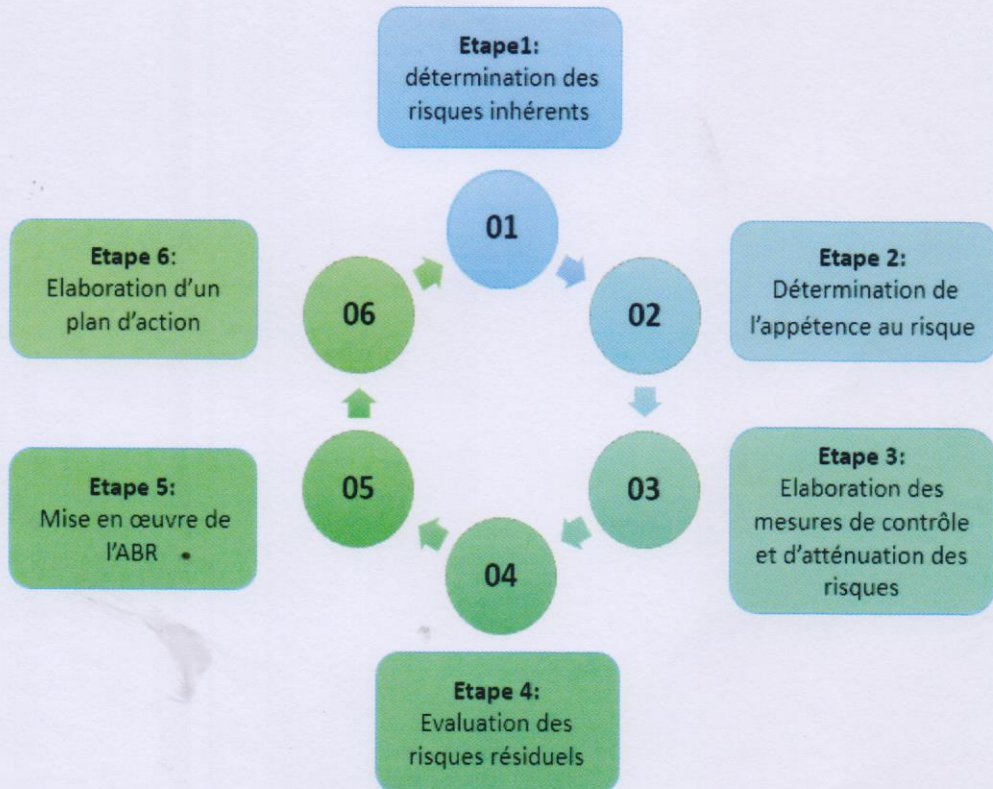 Etape1:
détermination des
risques inhérents
01
Etape 2:
Détermination de
l'appétence au risque
02
Etape 3:
Elaboration des
mesures de contrôle
et d'atténuation des
risques
03
04
Etape 4:
Evaluation des
risques résiduels
Etape 5:
Mise en œuvre de
l'ABR
05
Etape 6:
Elaboration d'un
plan d'action
06